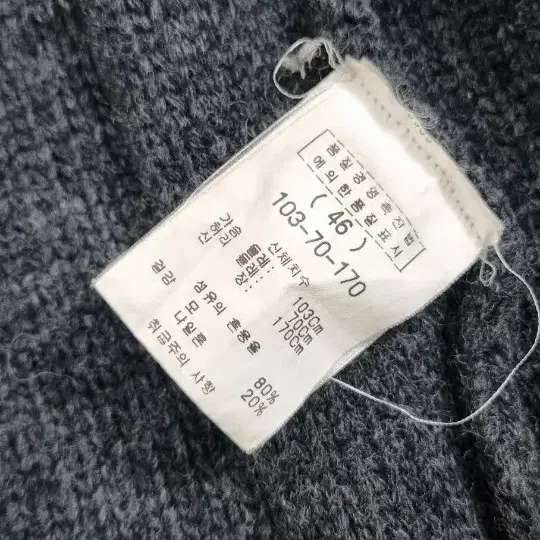 품질경영촉진법
에 의한 품질표시
( 46 )
103-70-170
신체치수
가슴둘레: 103Cm
허리둘레: 70Cm
신장: 170Cm
섬유의 혼용율
겉감 모 80%
나일론 20%
취급주의 사항